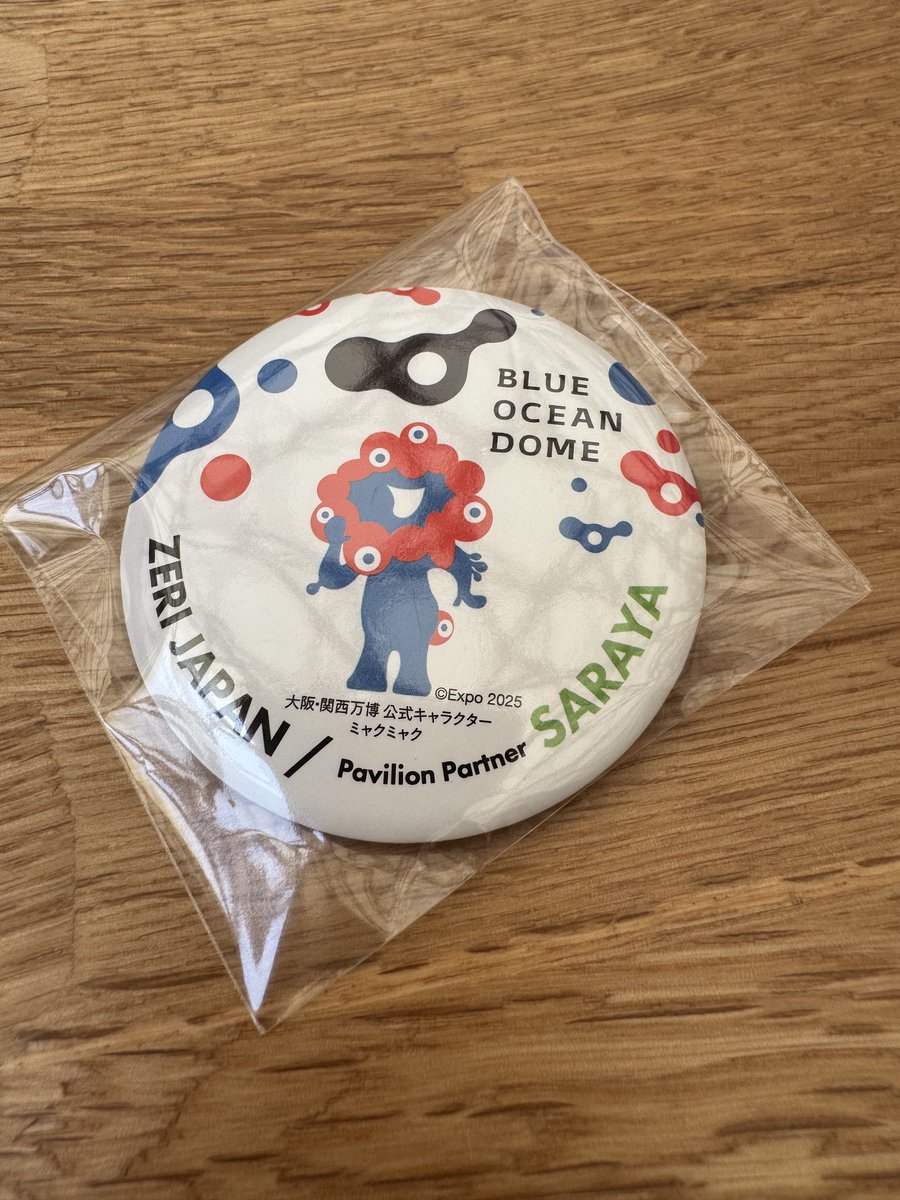 BLUE
OCEAN
DOME
©Expo 2025
大阪・関西万博 公式キャラクター
ミャクミャク
ZERI JAPAN / Pavilion Partner SARAYA